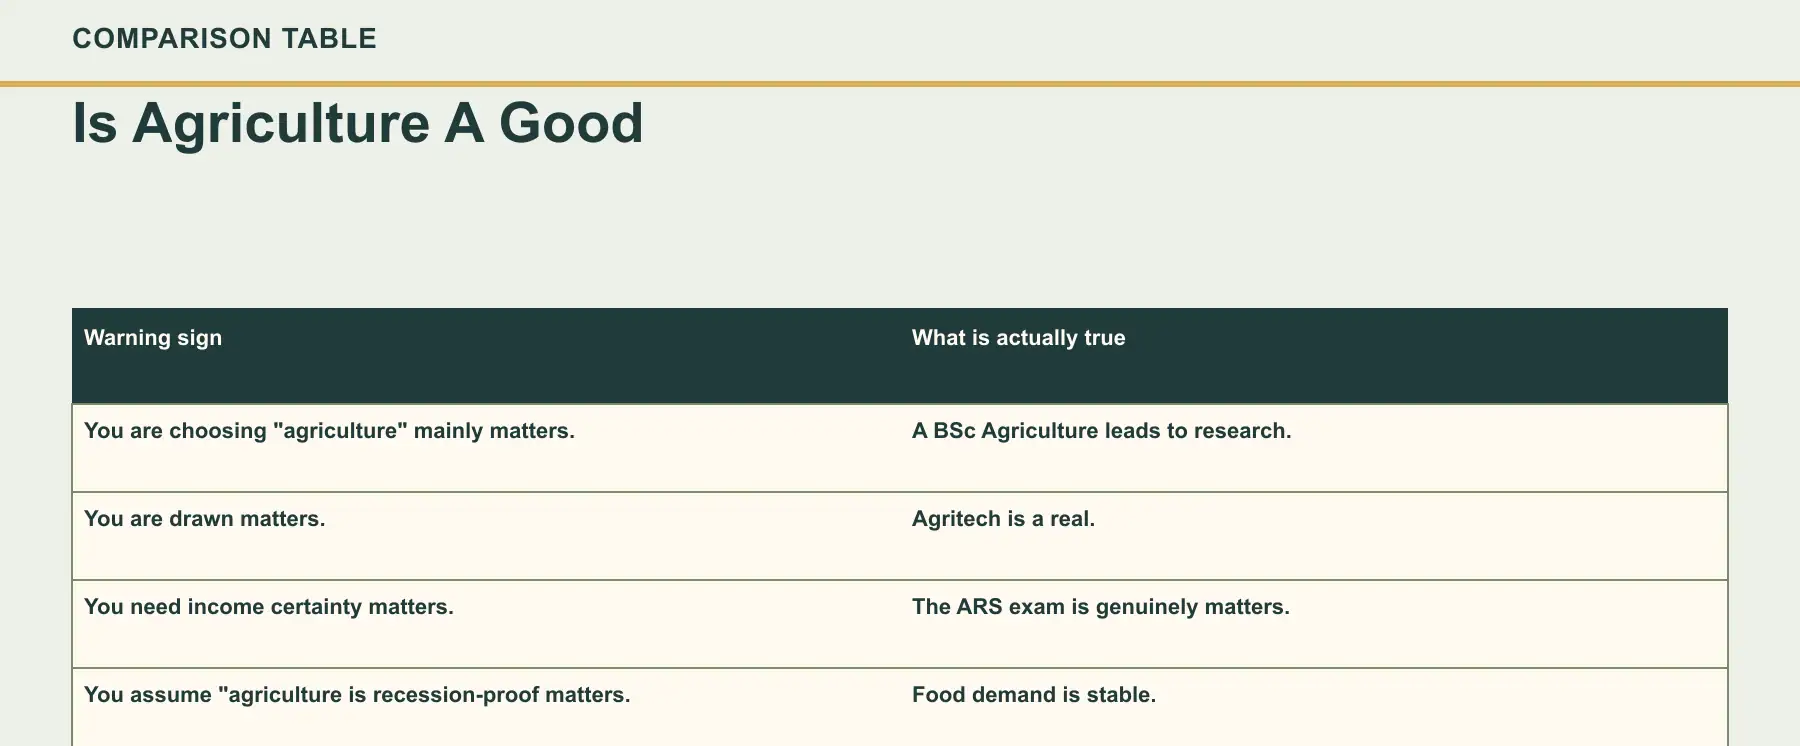 COMPARISON TABLE
Is Agriculture A Good
Warning sign
What is actually true
You are choosing "agriculture" mainly matters.
A BSc Agriculture leads to research.
You are drawn matters.
Agritech is a real.
You need income certainty matters.
The ARS exam is genuinely matters.
You assume "agriculture is recession-proof matters.
Food demand is stable.